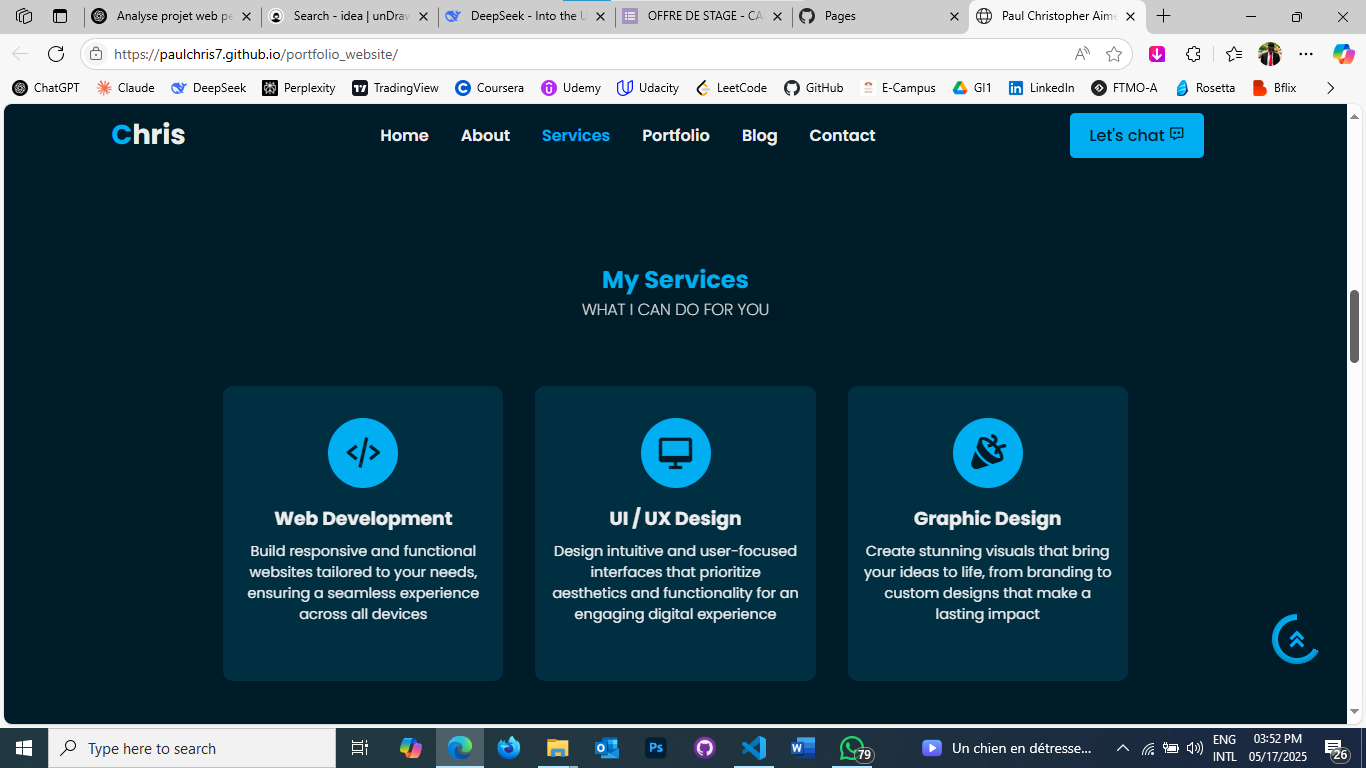 Analyse projet web pe
Search - idea | unDraw
DeepSeek - Into the U
OFFRE DE STAGE - CA
Pages
Paul Christopher Aime
https://paulchris7.github.io/portfolio_website/
ChatGPT
Claude
DeepSeek
Perplexity
TradingView
Coursera
Udemy
Udacity
LeetCode
GitHub
E-Campus
GI1
LinkedIn
FTMO-A
Rosetta
Bflix
Chris
Home
About
Services
Portfolio
Blog
Contact
Let's chat
My Services
WHAT I CAN DO FOR YOU
Web Development
Build responsive and functional
websites tailored to your needs,
ensuring a seamless experience
across all devices
UI / UX Design
Design intuitive and user-focused
interfaces that prioritize
aesthetics and functionality for an
engaging digital experience
Graphic Design
Create stunning visuals that bring
your ideas to life, from branding to
custom designs that make a
lasting impact
Type here to search
Ps
79
Un chien en détresse...
ENG
INTL
03:52 PM
05/17/2025
26